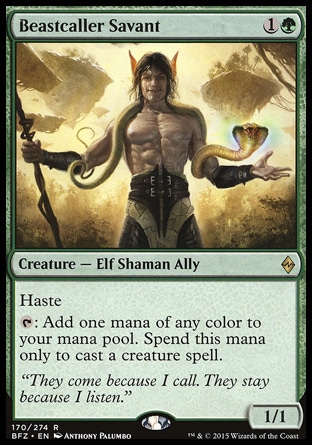 Beastcaller Savant 1
Creature — Elf Shaman Ally
Haste
: Add one mana of any color to
your mana pool. Spend this mana
only to cast a creature spell.
“They come because I call. They stay
because I listen.”
1/1
170/274 R
BFZ • EN Anthony Palumbo
™ & © 2015 Wizards of the Coast